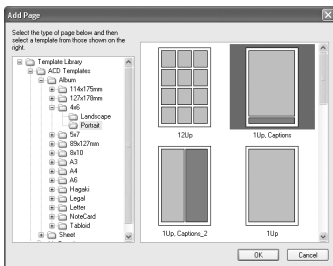 Add Page
Select the type of page below and then
select a template from those shown on the
right.
Template Library
ACD Templates
Album
114x175mm
127x178mm
4x6
Landscape
Portrait
5x7
89x127mm
8x10
A3
A4
A6
Hagaki
Legal
Letter
NoteCard
Tabloid
Sheet
12Up
1Up, Captions
1Up, Captions_2
1Up
OK
Cancel